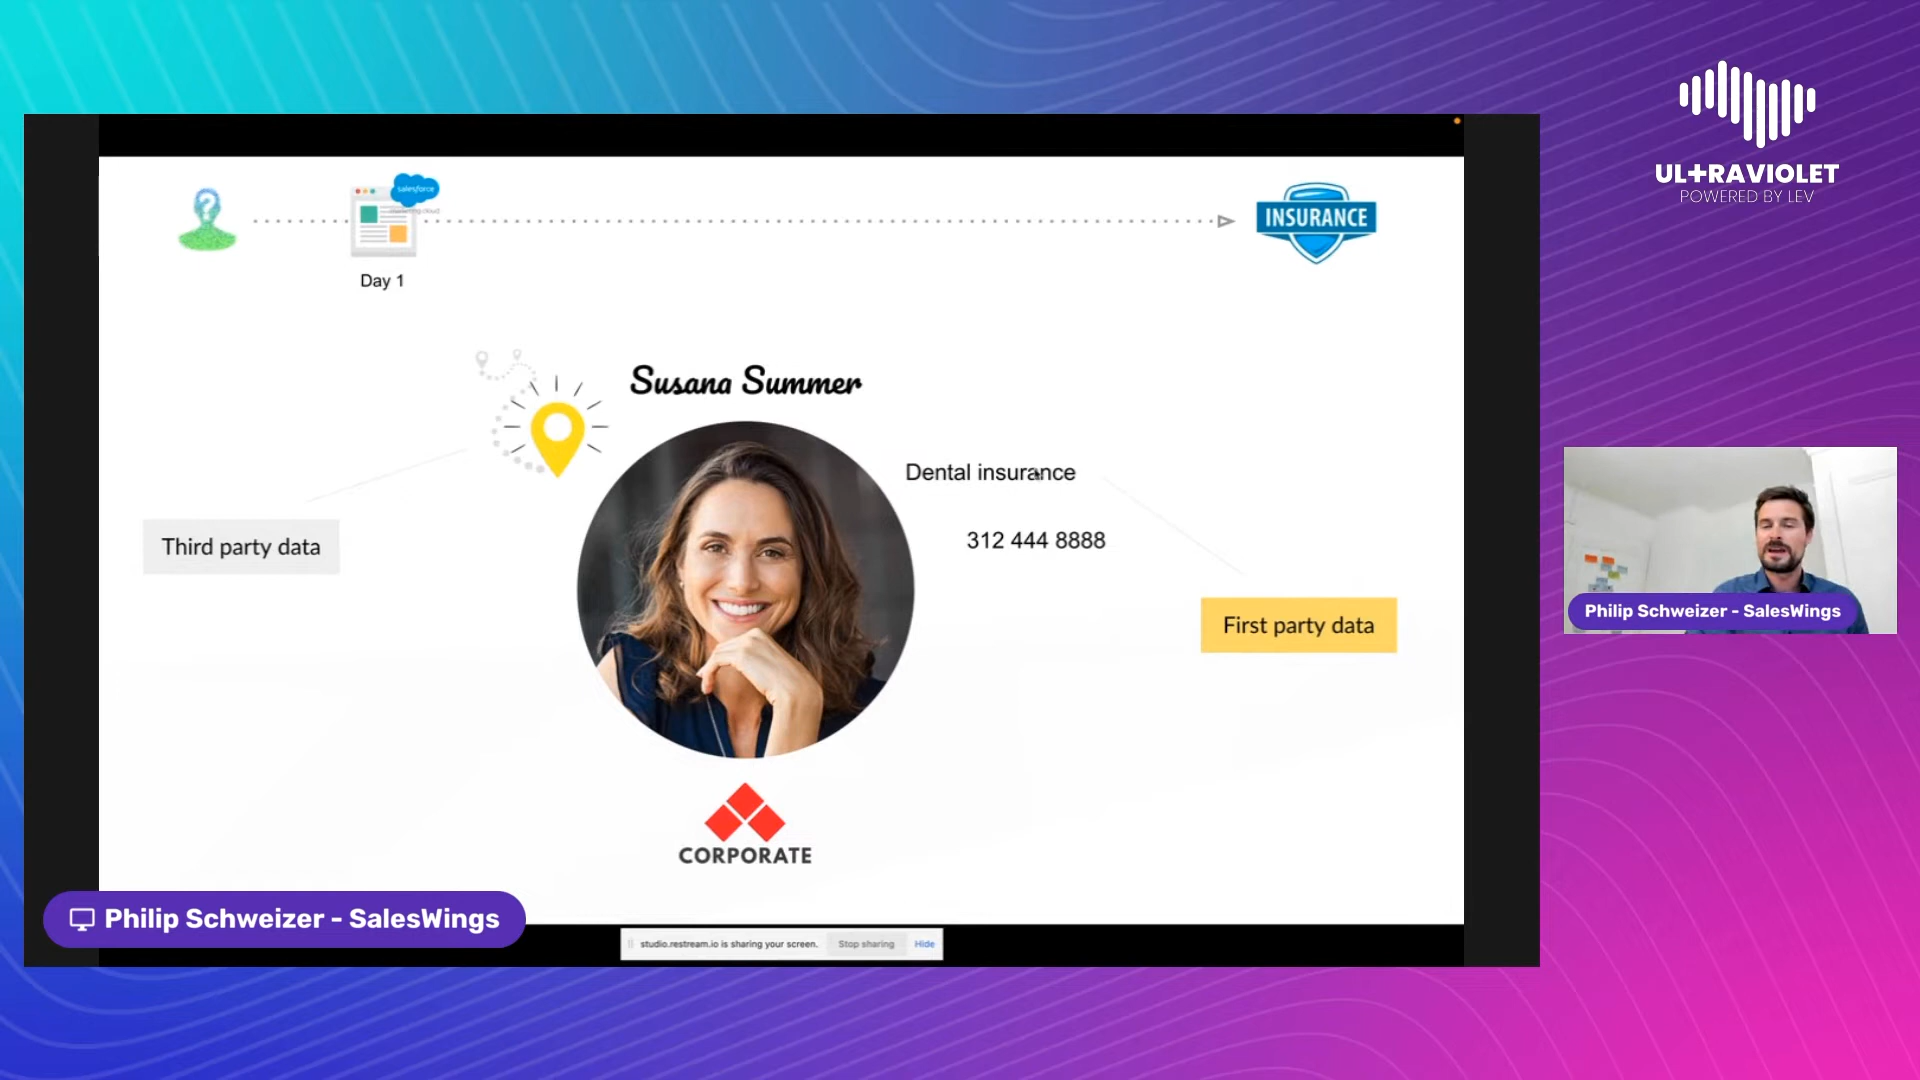 UL+RAVIOLET
POWERED BY LEV
salesforce
INSURANCE
Day 1
Susana Summer
Dental insurance
312 444 8888
Third party data
First party data
CORPORATE
Philip Schweizer - SalesWings
Philip Schweizer - SalesWings
studio.restream.io is sharing your screen.
Stop sharing
Hide